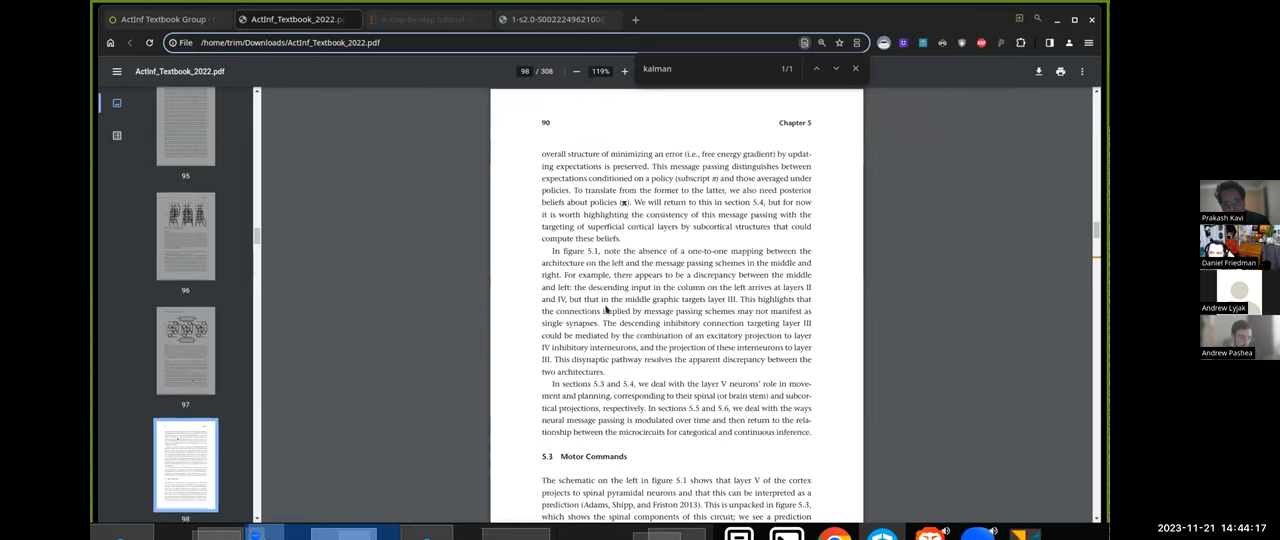 ActInf Textbook Group -
ActInf_Textbook_2022.pd
A step-by-step tutorial
1-s2.0-S00222496210
File
/home/trim/Downloads/ActInf_Textbook_2022.pdf
ActInf_Textbook_2022.pdf
98 / 308
119%
kalman
1/1
95
96
97
98
90
Chapter 5
overall structure of minimizing an error (i.e., free energy gradient) by updat-
ing expectations is preserved. This message passing distinguishes between
expectations conditioned on a policy (subscript π) and those averaged under
policies. To translate from the former to the latter, we also need posterior
beliefs about policies (π). We will return to this in section 5.4, but for now
it is worth highlighting the consistency of this message passing with the
targeting of superficial cortical layers by subcortical structures that could
compute these beliefs.
In figure 5.1, note the absence of a one-to-one mapping between the
architecture on the left and the message passing schemes in the middle and
right. For example, there appears to be a discrepancy between the middle
and left: the descending input in the column on the left arrives at layers II
and IV, but that in the middle graphic targets layer III. This highlights that
the connections implied by message passing schemes may not manifest as
single synapses. The descending inhibitory connection targeting layer III
could be mediated by the combination of an excitatory projection to layer
IV inhibitory interneurons, and the projection of these interneurons to layer
III. This disynaptic pathway resolves the apparent discrepancy between the
two architectures.
In sections 5.3 and 5.4, we deal with the layer V neurons' role in move-
ment and planning, corresponding to their spinal (or brain stem) and subcor-
tical projections, respectively. In sections 5.5 and 5.6, we deal with the ways
neural message passing is modulated over time and then return to the rela-
tionship between the microcircuits for categorical and continuous inference.
5.3 Motor Commands
The schematic on the left in figure 5.1 shows that layer V of the cortex
projects to spinal pyramidal neurons and that this can be interpreted as a
prediction (Adams, Shipp, and Friston 2013). This is unpacked in figure 5.3,
which shows the spinal components of this circuit; we see a prediction
Prakash Kavi
Daniel Friedman
Andrew Lyjak
Andrew Pashea
2023-11-21 14:44:17